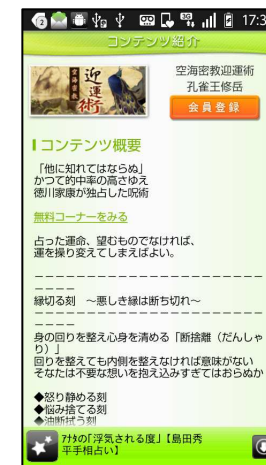 17:3
コンテンツ紹介
空海密教
迎運術
空海密教迎運術
孔雀王修岳
会員登録
コンテンツ概要
「他に知れてはならぬ」
かつて的中率の高さゆえ
徳川家康が独占した呪術
無料コーナーをみる
占った運命、望むものでなければ、
運を操り変えてしまえばよい。
－－－－－－－－－－－－－－－－－－－－
－－－－
縁切る刻　～悪しき縁は断ち切れ～
－－－－－－－－－－－－－－－－－－－－
－－－－
身の回りを整え心身を清める「断捨離（だんしゃ
り）」
回りを整えても内側を整えなければ意味がない
そなたは不要な想いを抱え込みすぎてはおらぬか
◆怒り静める刻
◆悩み捨てる刻
◆油断拭う刻
ｱﾅﾀの「浮気される度」【島田秀
平手相占い】